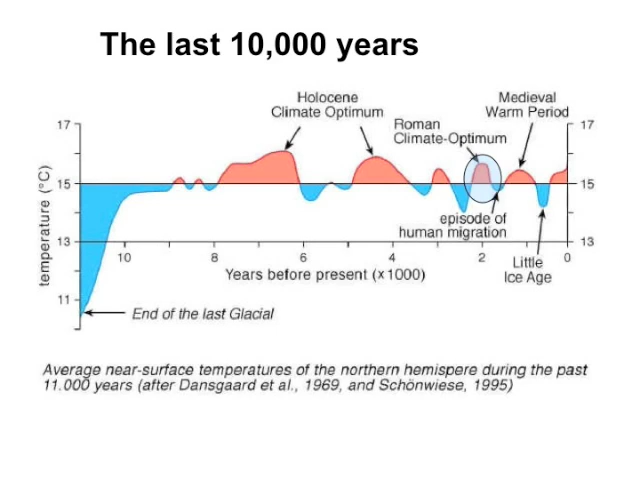 The last 10,000 years
Holocene
Climate Optimum
Medieval
Warm Period
Roman
Climate-Optimum
17
17
15
15
episode of
human migration
13
13
10
8
6
4
2
0
Years before present (x1000)
Little
Ice Age
11
End of the last Glacial
temperature (°C)
Average near-surface temperatures of the northern hemispere during the past
11.000 years (after Dansgaard et al., 1969, and Schönwiese, 1995)